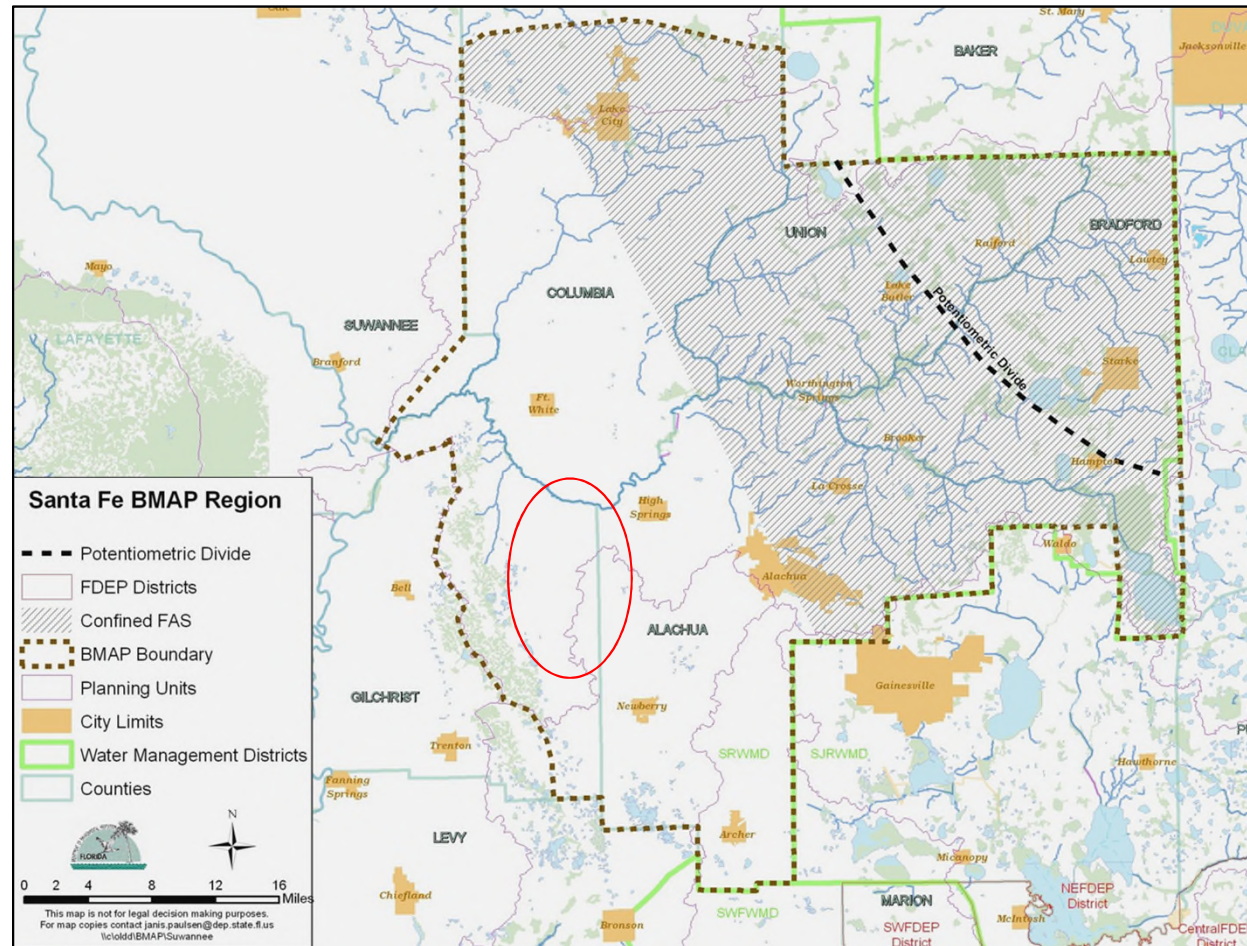 Oak
St. Mary
DUVAL
BAKER
Jacksonville
Lake
City
UNION
BRADFORD
Raiford
Lawtey
Mayo
Lake
Butler
COLUMBIA
Potentiometric Divide
SUWANNEE
LAFAYETTE
CLA
Branford
Starke
Worthington
Springs
Ft.
White
Brooker
Hampton
La Crosse
High
Springs
Waldo
Alachua
Bell
ALACHUA
Gainesville
GILCHRIST
Newberry
Trenton
SRWMD
SJRWMD
Hawthorne
Fanning
Springs
Archer
LEVY
Micanopy
Chiefland
MARION
NEFDEP
District
Bronson
SWFWMD
McIntosh
SWFDEP
District
CentralFDEP
District
Santa Fe BMAP Region
Potentiometric Divide
FDEP Districts
Confined FAS
BMAP Boundary
Planning Units
City Limits
Water Management Districts
Counties
FLORIDA
N
0 2 4 8 12 16
Miles
This map is not for legal decision making purposes.
For map copies contact janis.paulsen@dep.state.fl.us
\\c\oldd\BMAP\Suwannee